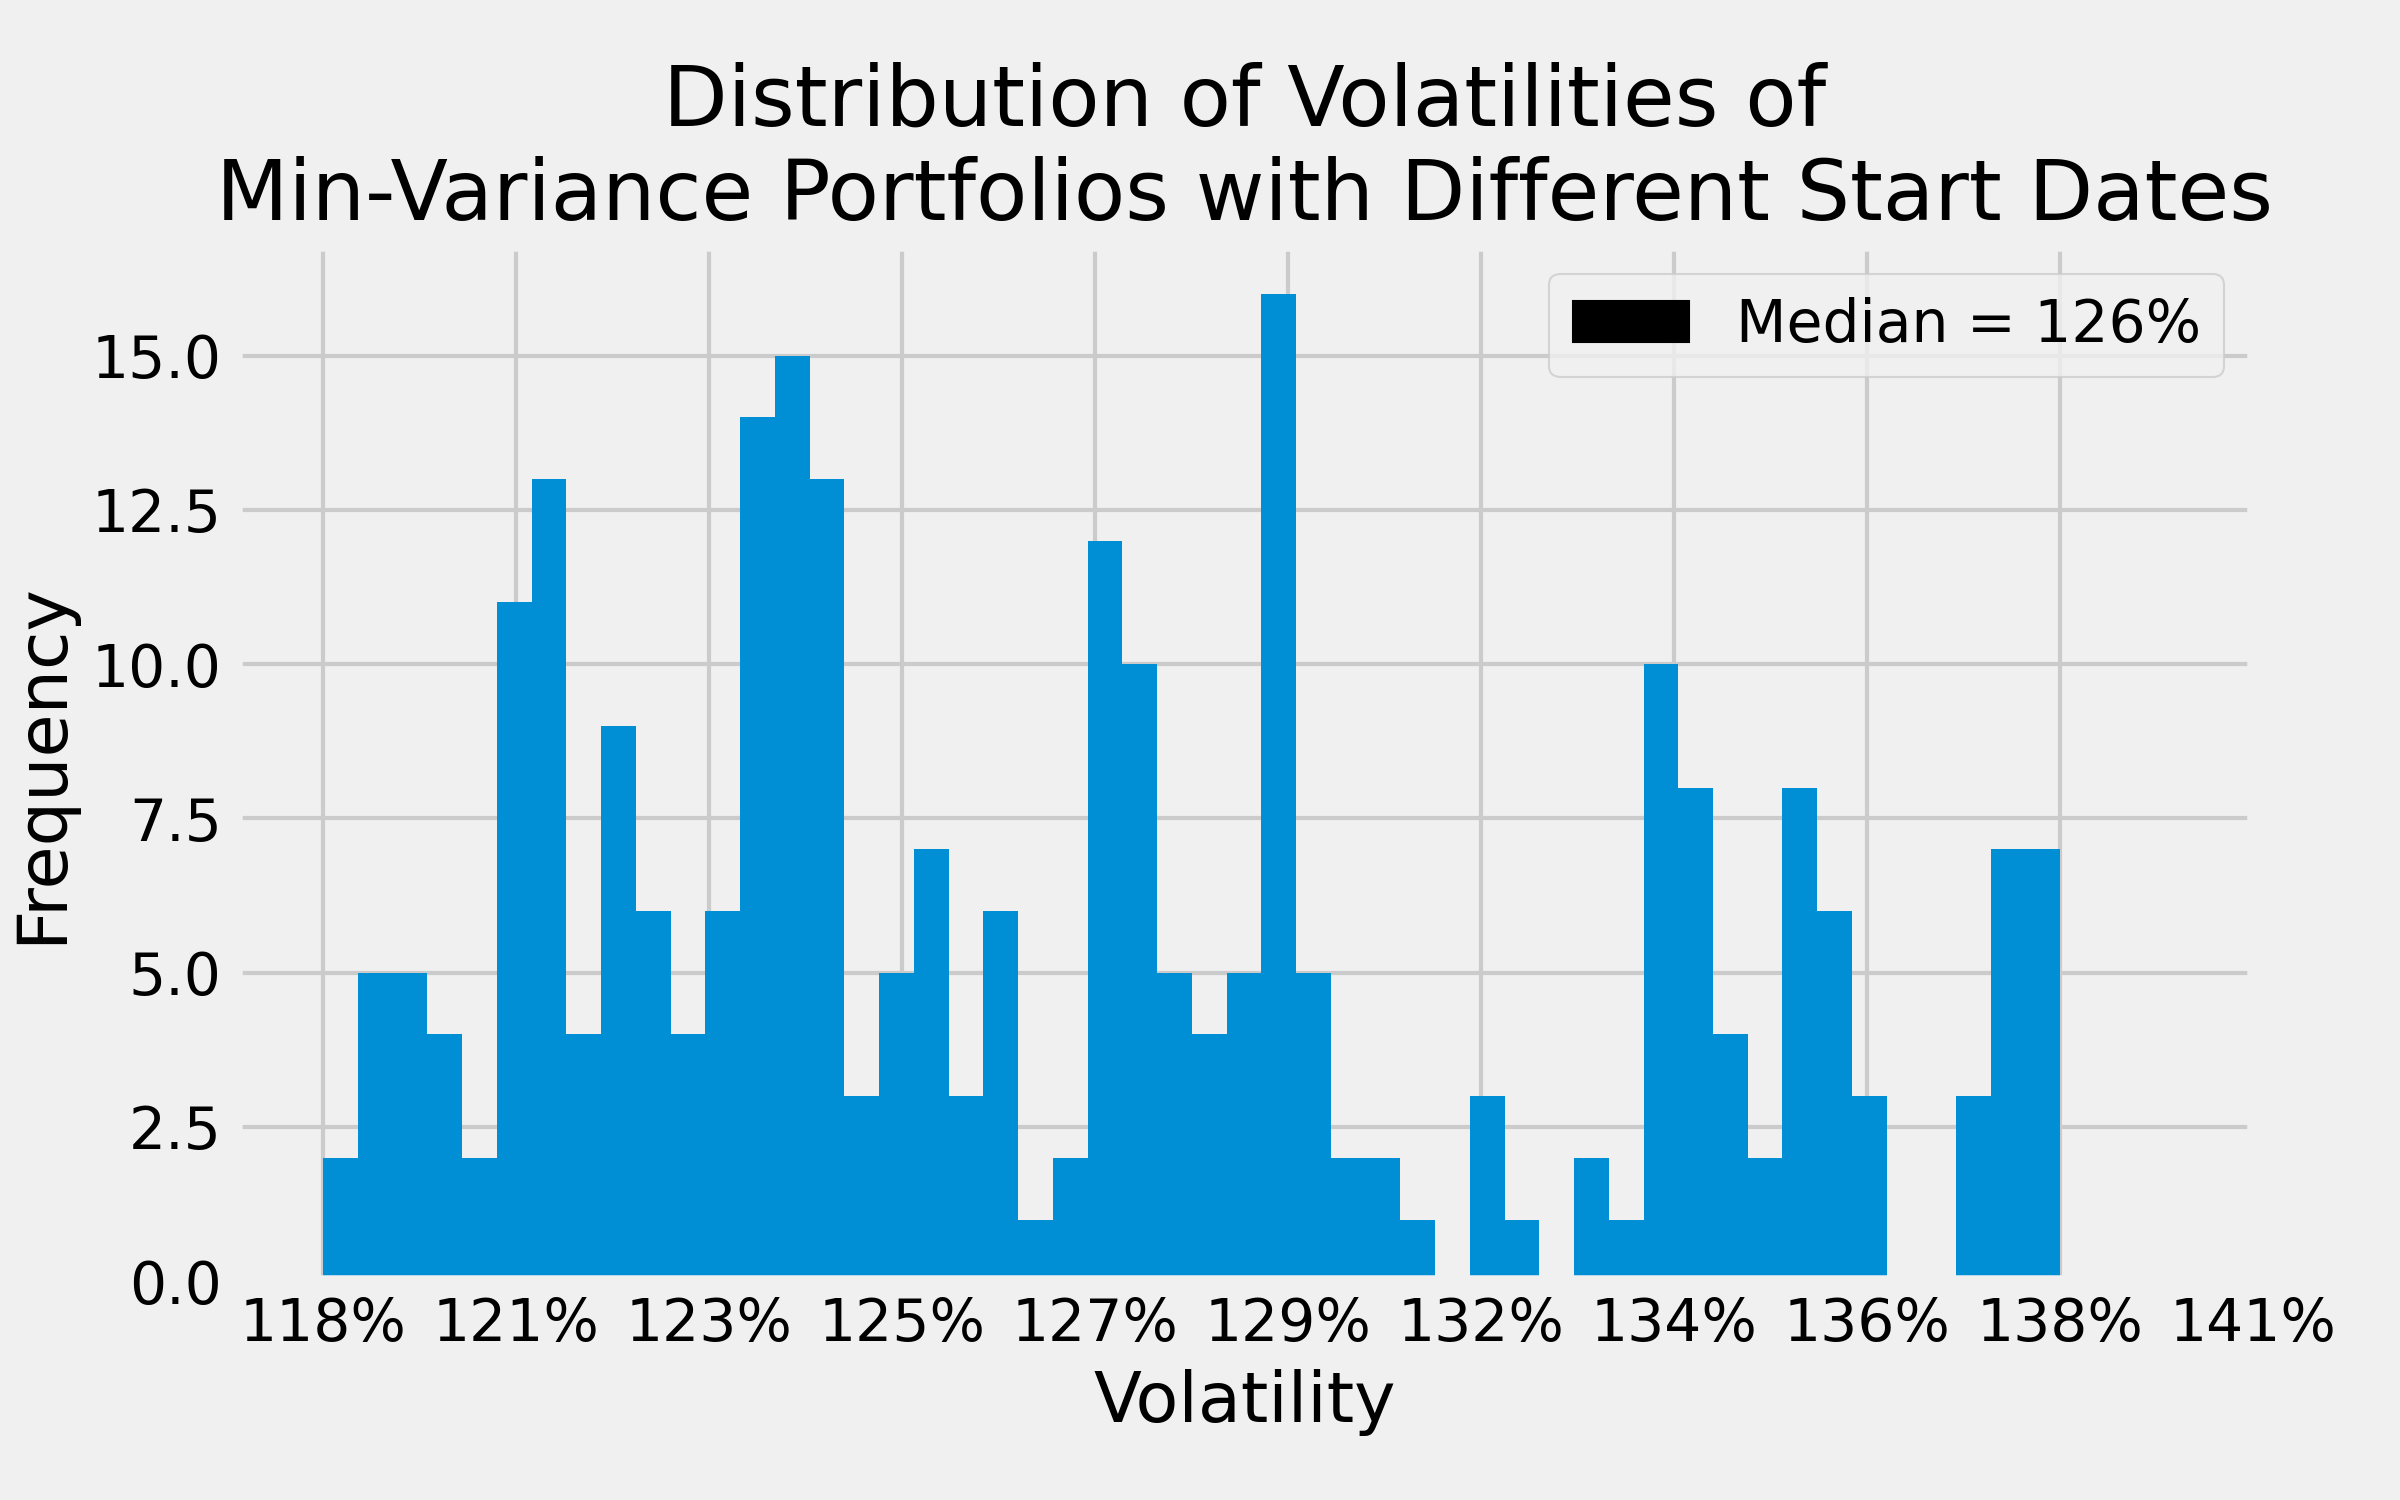 Distribution of Volatilities of
Min-Variance Portfolios with Different Start Dates
Median = 126%
15.0
12.5
10.0
7.5
5.0
2.5
0.0
Frequency
118% 121% 123% 125% 127% 129% 132% 134% 136% 138% 141%
Volatility